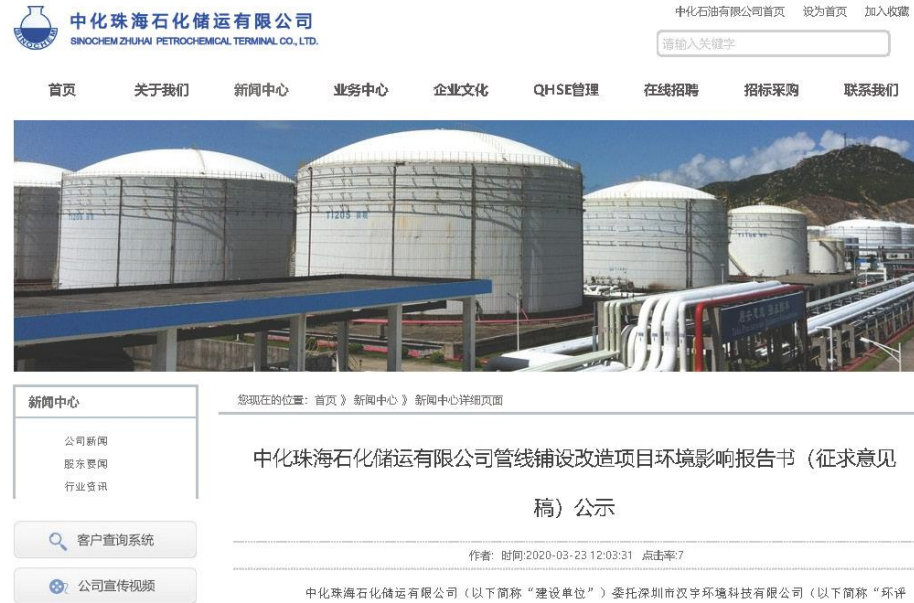 中化珠海石化储运有限公司
SINOCHEM ZHUHAI PETROCHEMICAL TERMINAL CO., LTD.
SINOCHEM
中化石油有限公司首页 设为首页 加入收藏
请输入关键字
首页 关于我们 新闻中心 业务中心 企业文化 QHSE管理 在线招聘 招标采购 联系我们
新闻中心
公司新闻
股东要闻
行业资讯
客户查询系统
公司宣传视频
您现在的位置：首页 》 新闻中心 》 新闻中心详细页面
中化珠海石化储运有限公司管线铺设改造项目环境影响报告书（征求意见
稿）公示
作者: 时间:2020-03-23 12:03:31 点击率:7
中化珠海石化储运有限公司（以下简称“建设单位”）委托深圳市汉宇环境科技有限公司（以下简称“环评